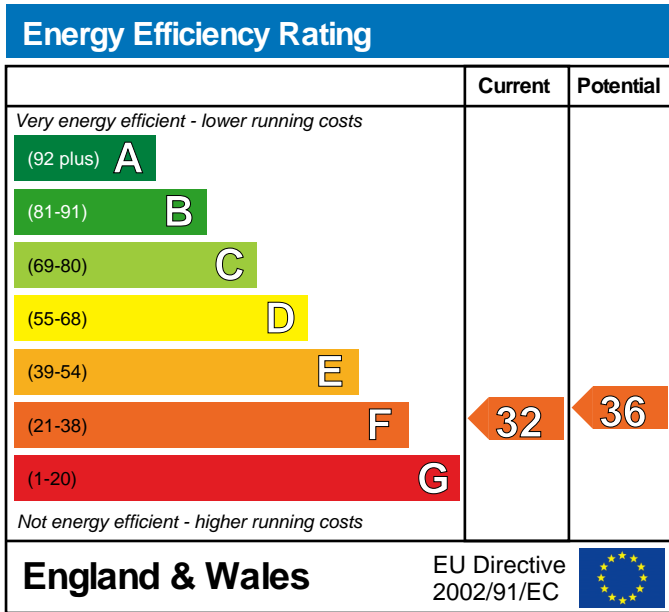 Energy Efficiency Rating
Current Potential
Very energy efficient - lower running costs
(92 plus) A
(81-91) B
(69-80) C
(55-68) D
(39-54) E
(21-38) F 32 36
(1-20) G
Not energy efficient - higher running costs
England & Wales
EU Directive
2002/91/EC